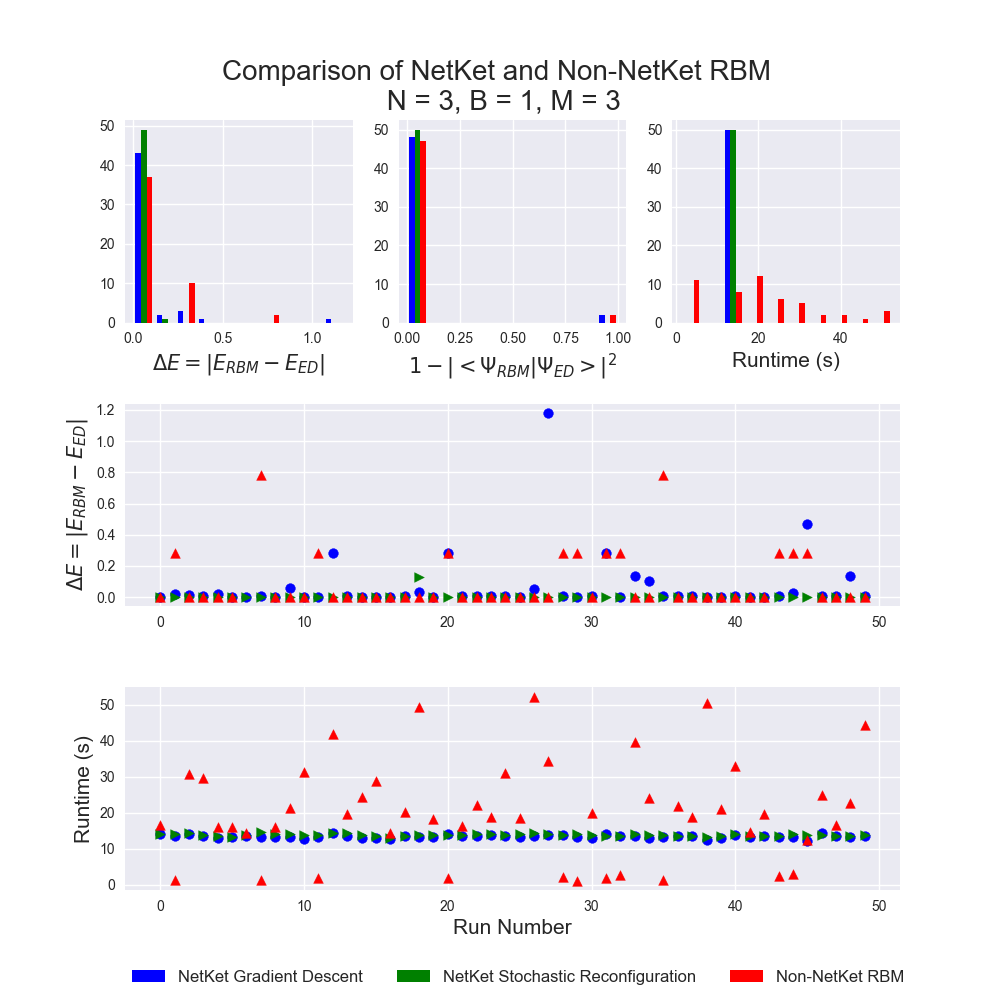 Comparison of NetKet and Non-NetKet RBM
N = 3, B = 1, M = 3
50
40
30
20
10
0
0.0 0.5 1.0
ΔE = |E_RBM − E_ED|
50
40
30
20
10
0
0.00 0.25 0.50 0.75 1.00
1 − | < Ψ_RBM|Ψ_ED > |²
50
40
30
20
10
0
0 20 40
Runtime (s)
ΔE = |E_RBM − E_ED|
1.2
1.0
0.8
0.6
0.4
0.2
0.0
0 10 20 30 40 50
Runtime (s)
50
40
30
20
10
0
0 10 20 30 40 50
Run Number
NetKet Gradient Descent NetKet Stochastic Reconfiguration Non-NetKet RBM